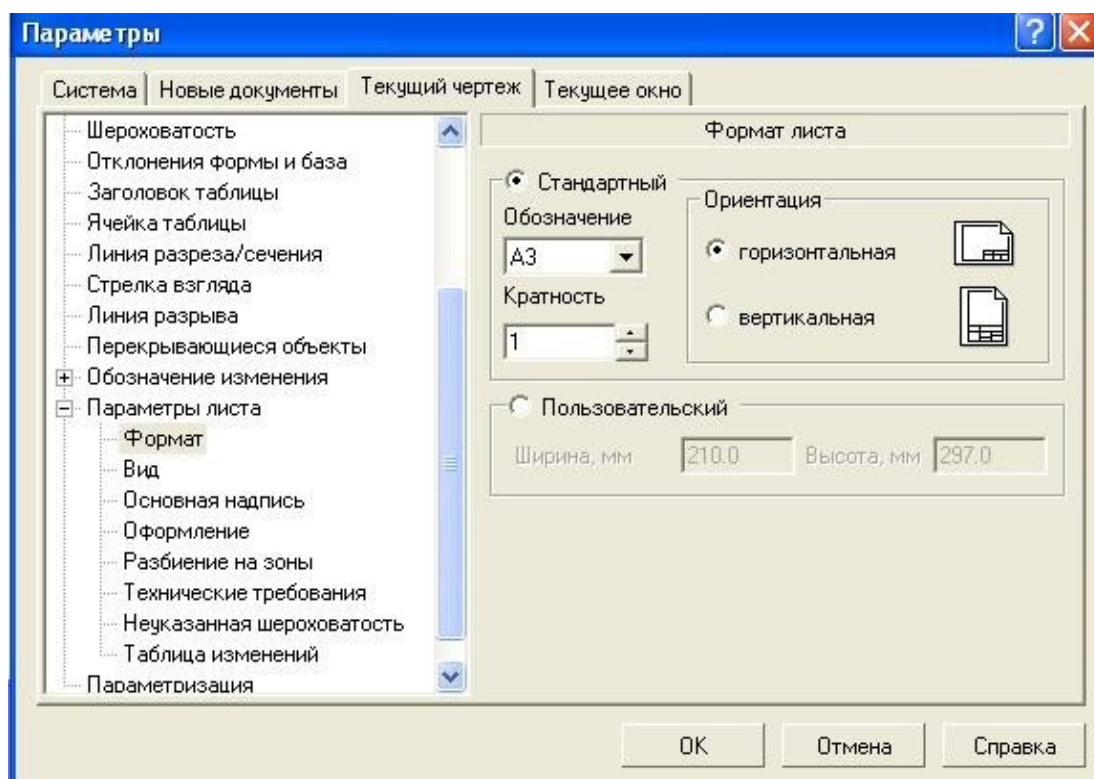 Параметры
Система
Новые документы
Текущий чертеж
Текущее окно
Шероховатость
Отклонения формы и база
Заголовок таблицы
Ячейка таблицы
Линия разреза/сечения
Стрелка взгляда
Линия разрыва
Перекрывающиеся объекты
Обозначение изменения
Параметры листа
Формат
Вид
Основная надпись
Оформление
Разбиение на зоны
Технические требования
Неуказанная шероховатость
Таблица изменений
Параметризация
Формат листа
Стандартный
Обозначение
А3
Кратность
1
Ориентация
горизонтальная
вертикальная
Пользовательский
Ширина, мм 210.0 Высота, мм 297.0
OK Отмена Справка